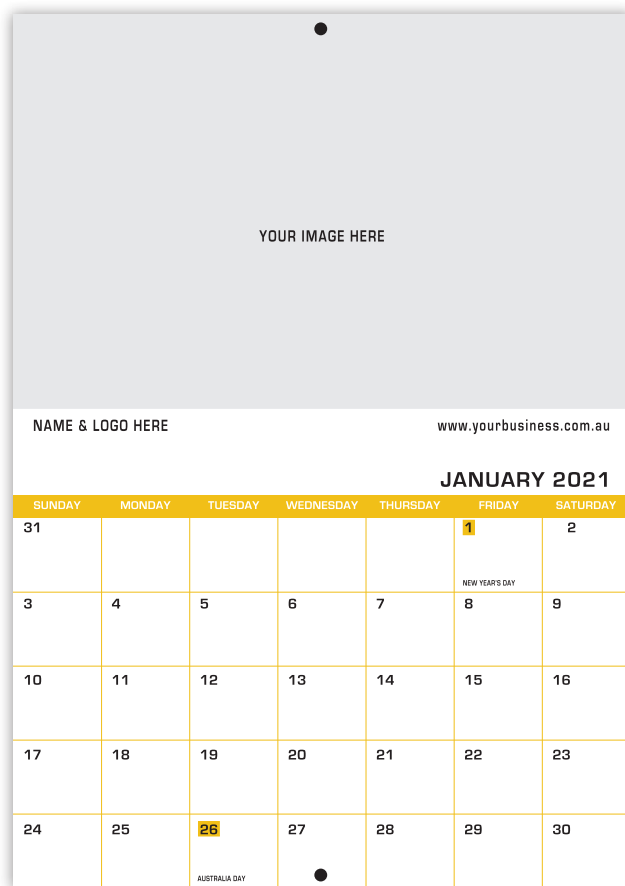 YOUR IMAGE HERE
NAME & LOGO HERE www.yourbusiness.com.au
JANUARY 2021
SUNDAY MONDAY TUESDAY WEDNESDAY THURSDAY FRIDAY SATURDAY
31 1 2
NEW YEAR'S DAY
3 4 5 6 7 8 9
10 11 12 13 14 15 16
17 18 19 20 21 22 23
24 25 26 27 28 29 30
AUSTRALIA DAY